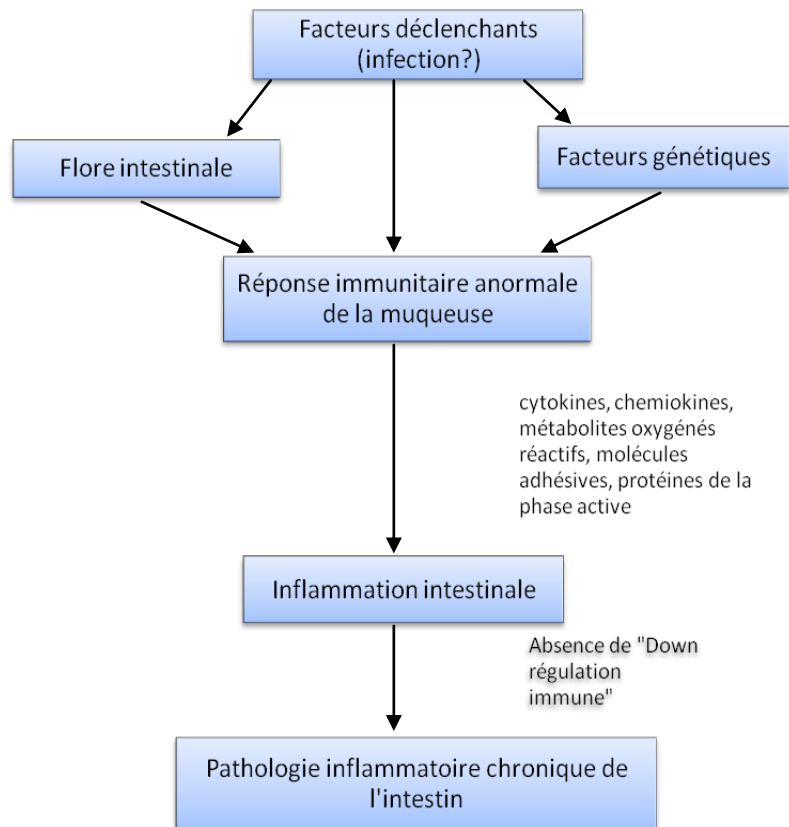 Facteurs déclenchants
(infection?)
Flore intestinale
Facteurs génétiques
Réponse immunitaire anormale
de la muqueuse
cytokines, chemiokines,
métabolites oxygénés
réactifs, molécules
adhésives, protéines de la
phase active
Inflammation intestinale
Absence de "Down
régulation
immune"
Pathologie inflammatoire chronique de
l'intestin